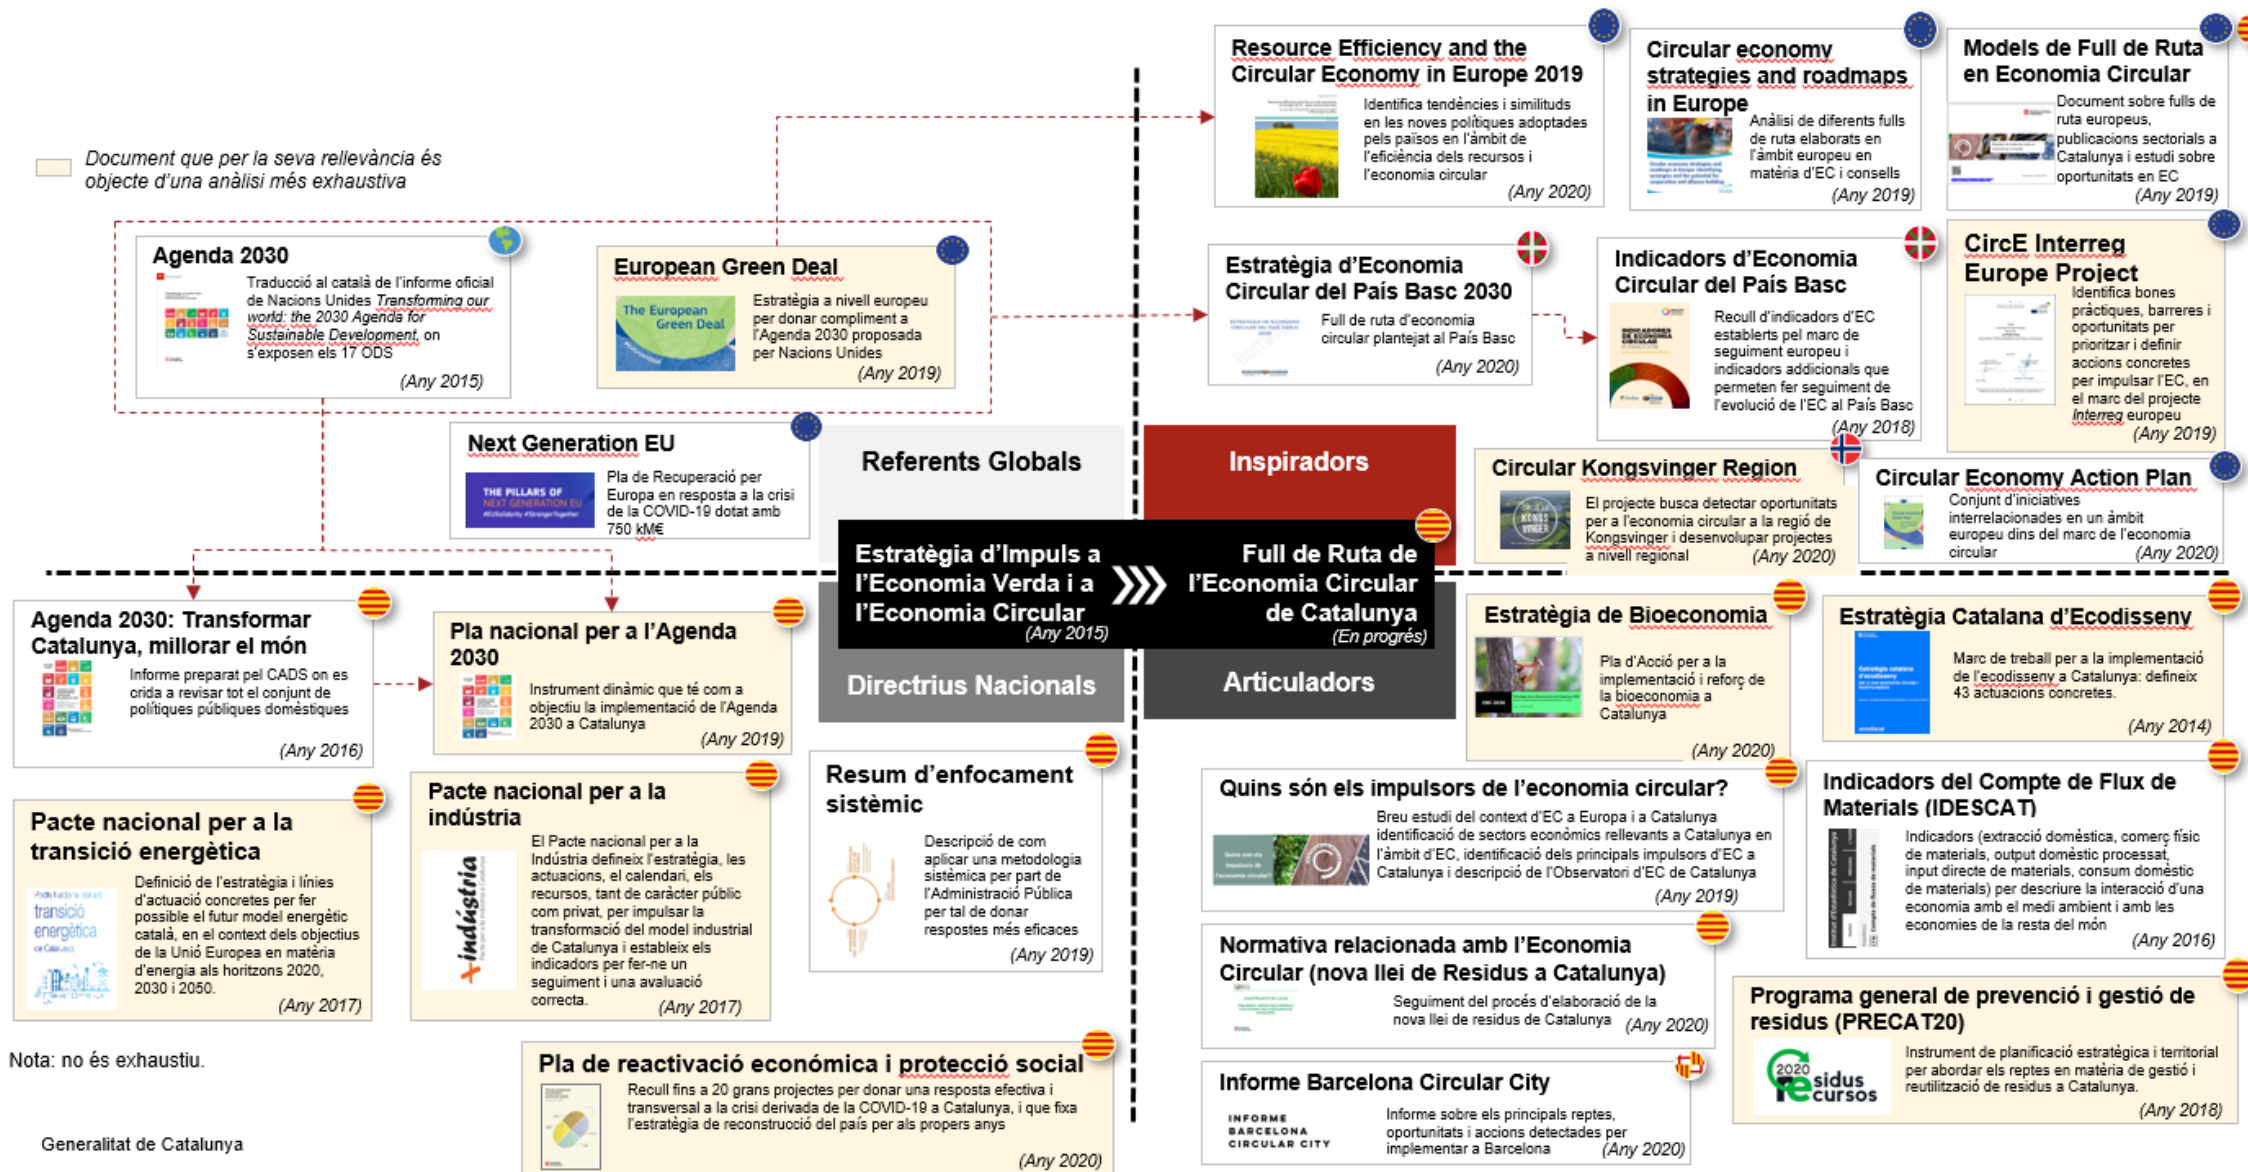 Document que per la seva rellevància és
objecte d'una anàlisi més exhaustiva
Agenda 2030
Traducció al català de l'informe oficial
de Nacions Unides Transforming our
world: the 2030 Agenda for
Sustainable Development, on
s'exposen els 17 ODS
(Any 2015)
European Green Deal
The European
Green Deal
Estratègia a nivell europeu
per donar compliment a
l'Agenda 2030 proposada
per Nacions Unides
(Any 2019)
Next Generation EU
THE PILLARS OF
NEXT GENERATION EU
#EUSolidarity #StrongerTogether
Pla de Recuperació per
Europa en resposta a la crisi
de la COVID-19 dotat amb
750 kM€
Referents Globals
Resource Efficiency and the
Circular Economy in Europe 2019
Identifica tendències i similituds
en les noves polítiques adoptades
pels països en l'àmbit de
l'eficiència dels recursos i
l'economia circular
(Any 2020)
Circular economy
strategies and roadmaps
in Europe
Anàlisi de diferents fulls
de ruta elaborats en
l'àmbit europeu en
matèria d'EC i consells
(Any 2019)
Models de Full de Ruta
en Economia Circular
Document sobre fulls de
ruta europeus,
publicacions sectorials a
Catalunya i estudi sobre
oportunitats en EC
(Any 2019)
Estratègia d'Economia
Circular del País Basc 2030
Full de ruta d'economia
circular plantejat al País Basc
(Any 2020)
Indicadors d'Economia
Circular del País Basc
INDICADORES
DE ECONOMÍA
CIRCULAR
Recull d'indicadors d'EC
establerts pel marc de
seguiment europeu i
indicadors addicionals que
permeten fer seguiment de
l'evolució de l'EC al País Basc
(Any 2018)
CircE Interreg
Europe Project
Identifica bones
pràctiques, barreres i
oportunitats per
prioritzar i definir
accions concretes
per impulsar l'EC, en
el marc del projecte
Interreg europeu
(Any 2019)
Inspiradors
Circular Kongsvinger Region
CIRCULAR
KONGS
VINGER
El projecte busca detectar oportunitats
per a l'economia circular a la regió de
Kongsvinger i desenvolupar projectes
a nivell regional
(Any 2020)
Circular Economy Action Plan
Conjunt d'iniciatives
interrelacionades en un àmbit
europeu dins del marc de l'economia
circular
(Any 2020)
Estratègia d'Impuls a
l'Economia Verda i a
l'Economia Circular
(Any 2015)
Full de Ruta de
l'Economia Circular
de Catalunya
(En progrés)
Directrius Nacionals
Articuladors
Agenda 2030: Transformar
Catalunya, millorar el món
Informe preparat pel CADS on es
crida a revisar tot el conjunt de
polítiques públiques domèstiques
(Any 2016)
Pla nacional per a l'Agenda
2030
Instrument dinàmic que té com a
objectiu la implementació de l'Agenda
2030 a Catalunya
(Any 2019)
Pacte nacional per a la
transició energètica
transició
energètica
Definició de l'estratègia i línies
d'actuació concretes per fer
possible el futur model energètic
català, en el context dels objectius
de la Unió Europea en matèria
d'energia als horitzons 2020,
2030 i 2050.
(Any 2017)
Pacte nacional per a la
indústria
+indústria
El Pacte nacional per a la
Indústria defineix l'estratègia, les
actuacions, el calendari, els
recursos, tant de caràcter públic
com privat, per impulsar la
transformació del model industrial
de Catalunya i estableix els
indicadors per fer-ne un
seguiment i una avaluació
correcta.
(Any 2017)
Resum d'enfocament
sistèmic
Descripció de com
aplicar una metodologia
sistèmica per part de
l'Administració Pública
per tal de donar
respostes més eficaces
(Any 2019)
Pla de reactivació económica i protecció social
Recull fins a 20 grans projectes per donar una resposta efectiva i
transversal a la crisi derivada de la COVID-19 a Catalunya, i que fixa
l'estratègia de reconstrucció del país per als propers anys
(Any 2020)
Estratègia de Bioeconomia
Pla d'Acció per a la
implementació i reforç de
la bioeconomia a
Catalunya
(Any 2020)
Estratègia Catalana d'Ecodisseny
Estratègia catalana
d'ecodisseny
Marc de treball per a la implementació
de l'ecodisseny a Catalunya: defineix
43 actuacions concretes.
(Any 2014)
Quins són els impulsors de l'economia circular?
Quins són els
impulsors de
l'economia circular?
Breu estudi del context d'EC a Europa i a Catalunya
identificació de sectors econòmics rellevants a Catalunya en
l'àmbit d'EC, identificació dels principals impulsors d'EC a
Catalunya i descripció de l'Observatori d'EC de Catalunya
(Any 2019)
Indicadors del Compte de Flux de
Materials (IDESCAT)
Indicadors (extracció domèstica, comerç físic
de materials, output domèstic processat,
input directe de materials, consum domèstic
de materials) per descriure la interacció d'una
economia amb el medi ambient i amb les
economies de la resta del món
(Any 2016)
Normativa relacionada amb l'Economia
Circular (nova llei de Residus a Catalunya)
Seguiment del procés d'elaboració de la
nova llei de residus de Catalunya
(Any 2020)
Programa general de prevenció i gestió de
residus (PRECAT20)
2020
residus
recursos
Instrument de planificació estratègica i territorial
per abordar els reptes en matèria de gestió i
reutilització de residus a Catalunya.
(Any 2018)
Informe Barcelona Circular City
INFORME
BARCELONA
CIRCULAR CITY
Informe sobre els principals reptes,
oportunitats i accions detectades per
implementar a Barcelona
(Any 2020)
Nota: no és exhaustiu.
Generalitat de Catalunya